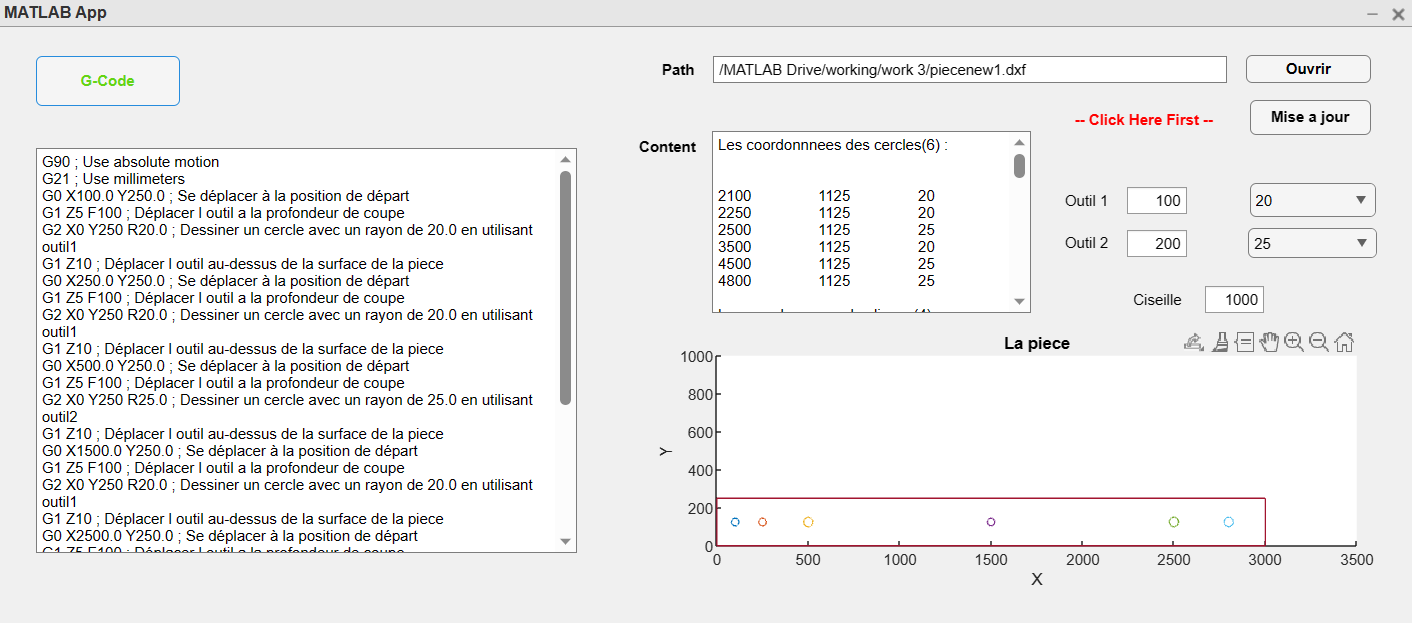 MATLAB App
G-Code
Path
/MATLAB Drive/working/work 3/piecenew1.dxf
Ouvrir
-- Click Here First --
Mise a jour
G90 ; Use absolute motion
G21 ; Use millimeters
G0 X100.0 Y250.0 ; Se déplacer à la position de départ
G1 Z5 F100 ; Déplacer l outil a la profondeur de coupe
G2 X0 Y250 R20.0 ; Dessiner un cercle avec un rayon de 20.0 en utilisant
outil1
G1 Z10 ; Déplacer l outil au-dessus de la surface de la piece
G0 X250.0 Y250.0 ; Se déplacer à la position de départ
G1 Z5 F100 ; Déplacer l outil a la profondeur de coupe
G2 X0 Y250 R20.0 ; Dessiner un cercle avec un rayon de 20.0 en utilisant
outil1
G1 Z10 ; Déplacer l outil au-dessus de la surface de la piece
G0 X500.0 Y250.0 ; Se déplacer à la position de départ
G1 Z5 F100 ; Déplacer l outil a la profondeur de coupe
G2 X0 Y250 R25.0 ; Dessiner un cercle avec un rayon de 25.0 en utilisant
outil2
G1 Z10 ; Déplacer l outil au-dessus de la surface de la piece
G0 X1500.0 Y250.0 ; Se déplacer à la position de départ
G1 Z5 F100 ; Déplacer l outil a la profondeur de coupe
G2 X0 Y250 R20.0 ; Dessiner un cercle avec un rayon de 20.0 en utilisant
outil1
G1 Z10 ; Déplacer l outil au-dessus de la surface de la piece
G0 X2500.0 Y250.0 ; Se déplacer à la position de départ
G1 Z5 F100 ; Déplacer l outil a la profondeur de coupe
Content
Les coordonnnees des cercles(6) :
2100 1125 20
2250 1125 20
2500 1125 25
3500 1125 20
4500 1125 25
4800 1125 25
Outil 1 100 20
Outil 2 200 25
Ciseille 1000
La piece
1000
800
600
400
200
0
Y
0 500 1000 1500 2000 2500 3000 3500
X